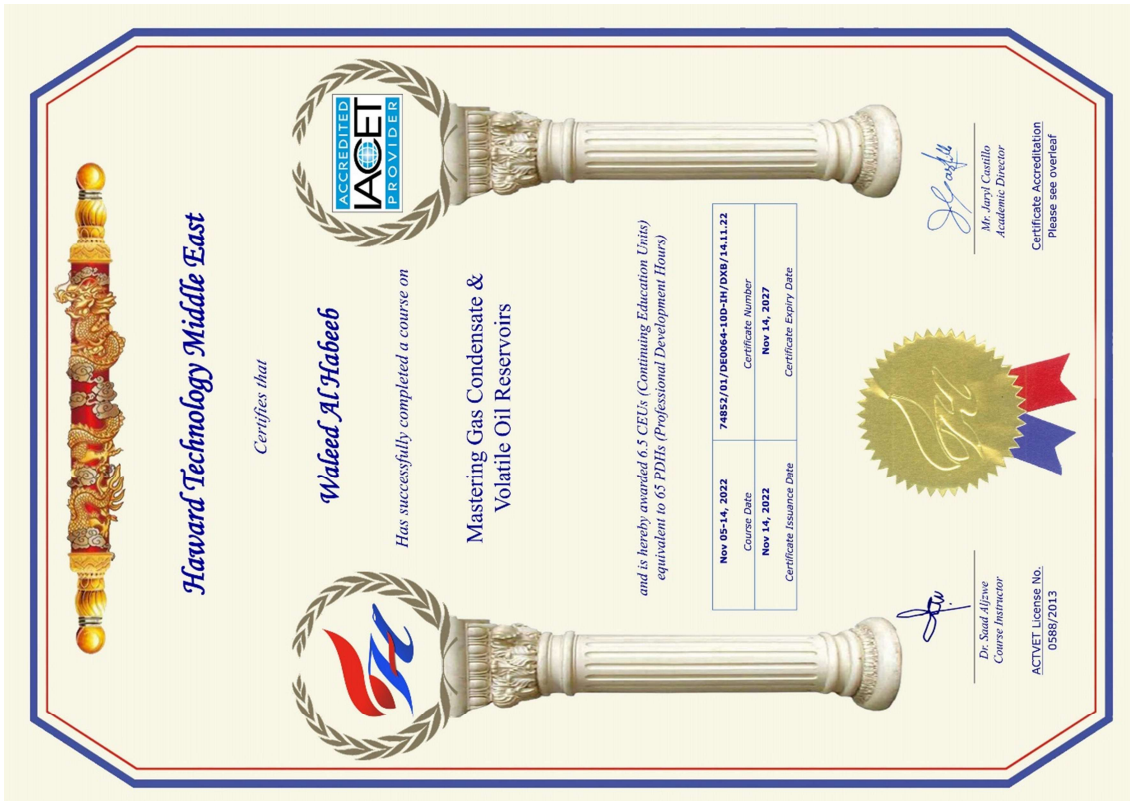 Haward Technology Middle East
Certifies that
Waleed Al Habeeb
Has successfully completed a course on
Mastering Gas Condensate &
Volatile Oil Reservoirs
ACCREDITED
IACET
PROVIDER
and is hereby awarded 6.5 CEUs (Continuing Education Units)
equivalent to 65 PDHs (Professional Development Hours)
Nov 05-14, 2022 74852/01/DE0064-10D-IH/DXB/14.11.22
Course Date Certificate Number
Nov 14, 2022 Nov 14, 2027
Certificate Issuance Date Certificate Expiry Date
Dr. Saad Aljzwe
Course Instructor
ACTVET License No.
0588/2013
Mr. Jaryl Castillo
Academic Director
Certificate Accreditation
Please see overleaf